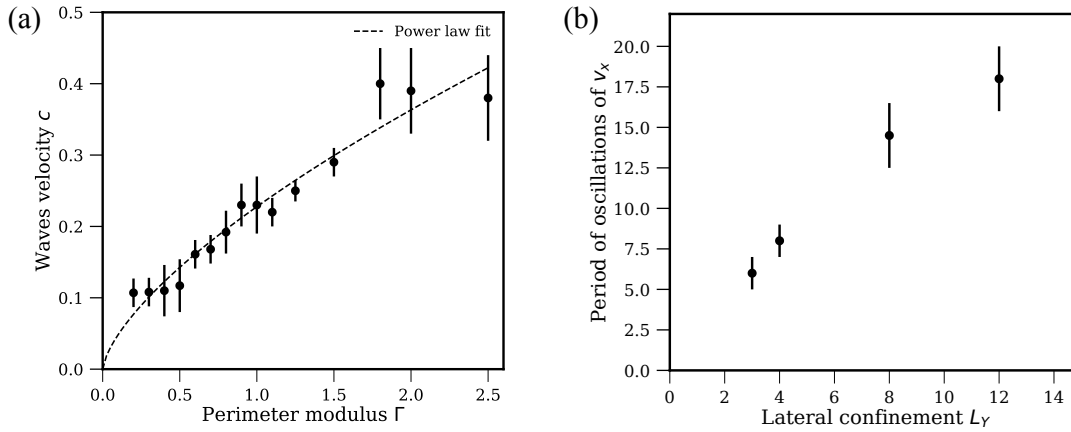 (a)
Waves velocity c
0.5
0.4
0.3
0.2
0.1
0.0
Power law fit
0.0 0.5 1.0 1.5 2.0 2.5
Perimeter modulus Γ
(b)
Period of oscillations of vₓ
20.0
17.5
15.0
12.5
10.0
7.5
5.0
2.5
0.0
0 2 4 6 8 10 12 14
Lateral confinement L_Y